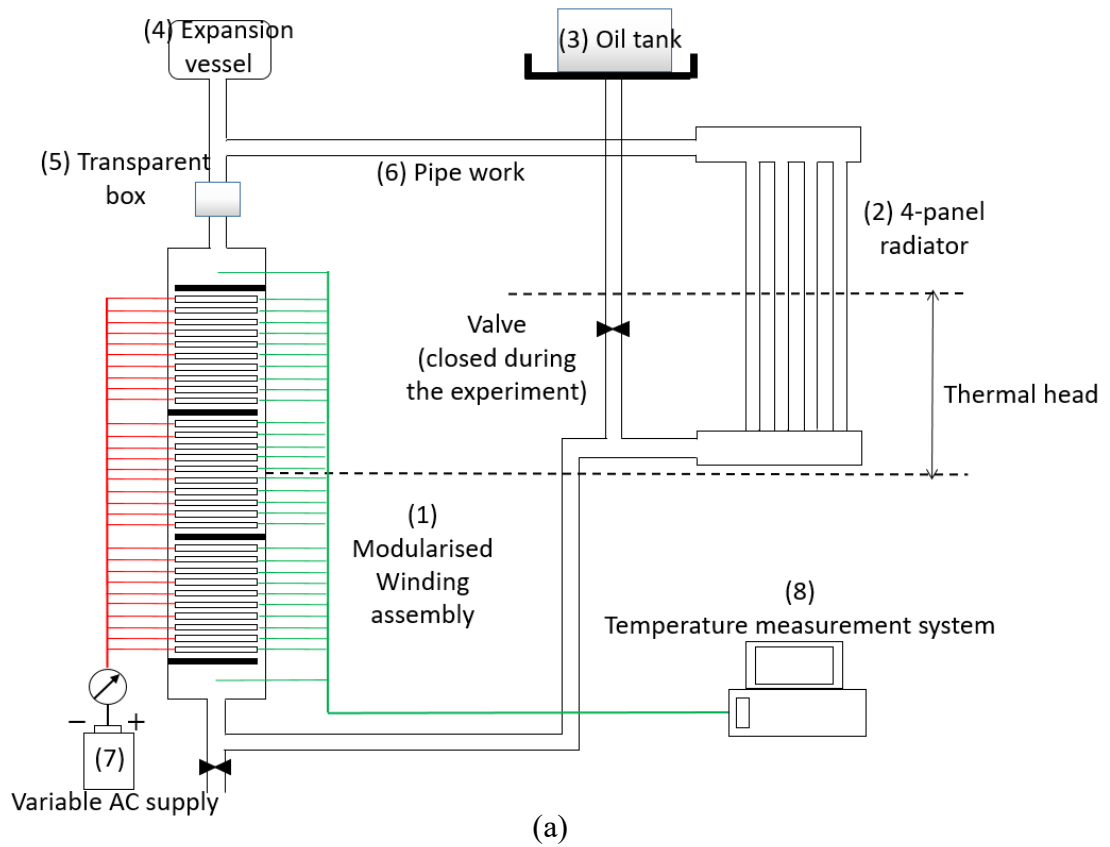 (4) Expansion
vessel
(3) Oil tank
(5) Transparent
box
(6) Pipe work
(2) 4-panel
radiator
Valve
(closed during
the experiment)
Thermal head
(1)
Modularised
Winding
assembly
(8)
Temperature measurement system
− +
(7)
Variable AC supply
(a)